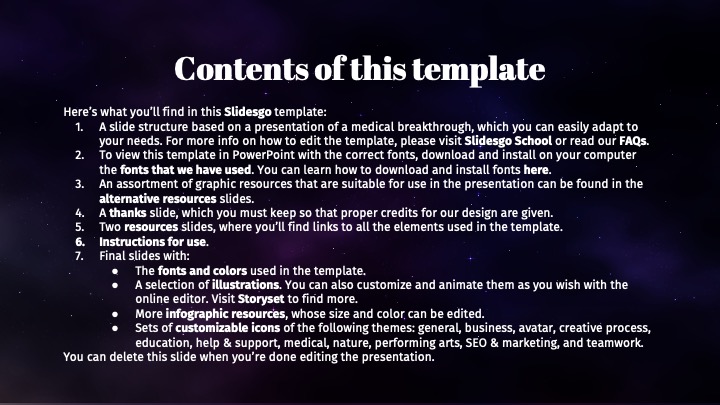 Contents of this template
Here's what you'll find in this Slidesgo template:
1. A slide structure based on a presentation of a medical breakthrough, which you can easily adapt to
your needs. For more info on how to edit the template, please visit Slidesgo School or read our FAQs.
2. To view this template in PowerPoint with the correct fonts, download and install on your computer
the fonts that we have used. You can learn how to download and install fonts here.
3. An assortment of graphic resources that are suitable for use in the presentation can be found in the
alternative resources slides.
4. A thanks slide, which you must keep so that proper credits for our design are given.
5. Two resources slides, where you'll find links to all the elements used in the template.
6. Instructions for use.
7. Final slides with:
● The fonts and colors used in the template.
● A selection of illustrations. You can also customize and animate them as you wish with the
online editor. Visit Storyset to find more.
● More infographic resources, whose size and color can be edited.
● Sets of customizable icons of the following themes: general, business, avatar, creative process,
education, help & support, medical, nature, performing arts, SEO & marketing, and teamwork.
You can delete this slide when you're done editing the presentation.